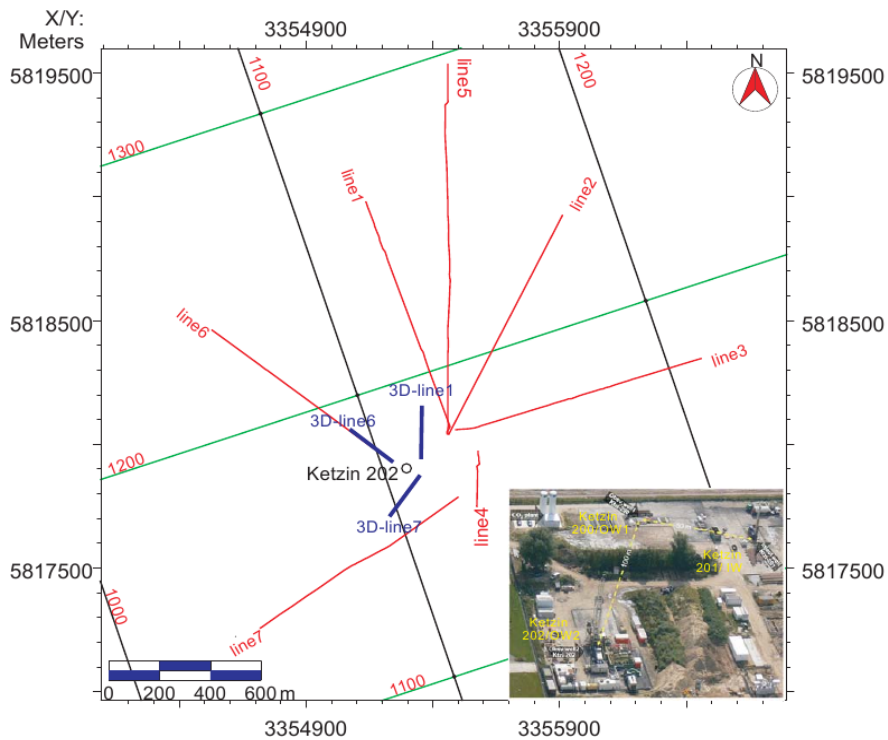 X/Y:
Meters
3354900
3355900
5819500
5819500
1100
line5
1200
N
1300
line1
line2
5818500
5818500
line6
line3
3D-line1
3D-line6
1200
Ketzin 202
3D-line7
line4
Ketzin
200/OW1
Ketzin
201/IW
100 m
Ketzin
202/OW2
5817500
5817500
1000
line7
1100
0 200 400 600 m
3354900
3355900